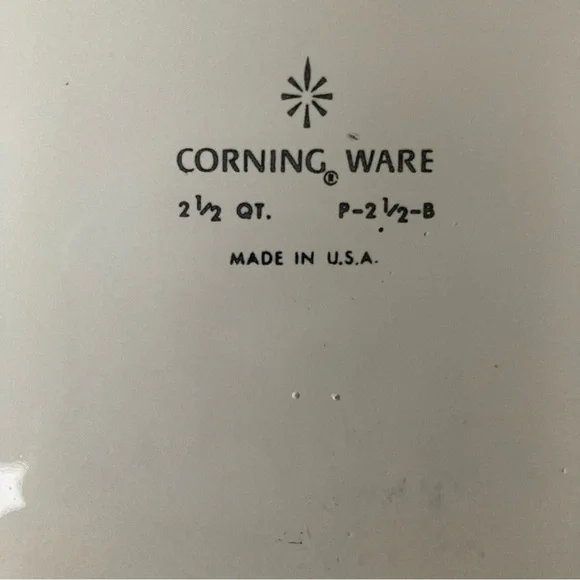 CORNING® WARE
2 1/2 QT. P-2 1/2-B
MADE IN U.S.A.